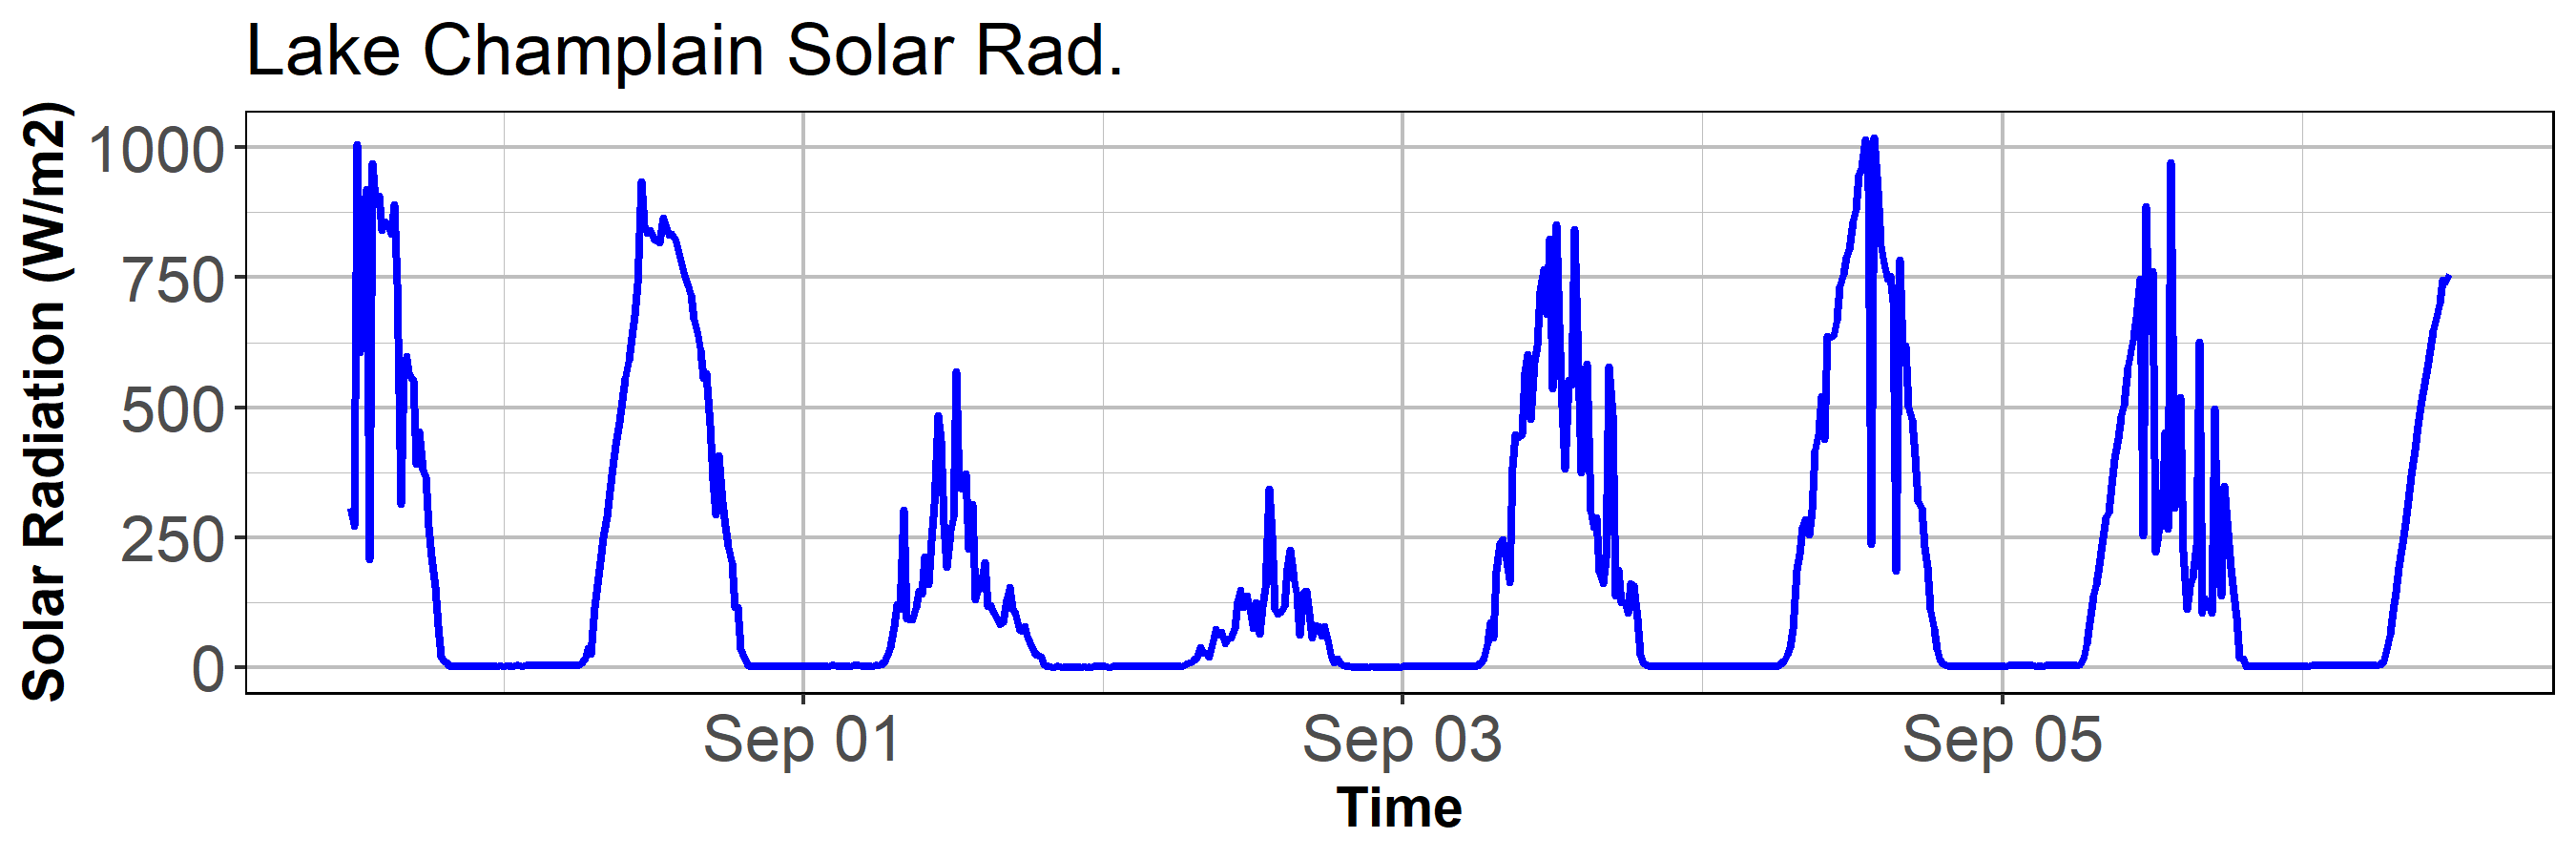 Lake Champlain Solar Rad.
Solar Radiation (W/m2)
1000
750
500
250
0
Sep 01 Sep 03 Sep 05
Time